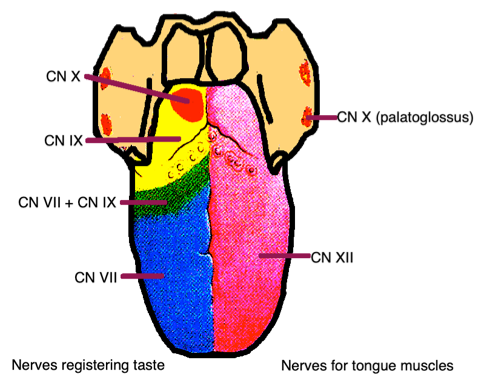 CN X
CN X (palatoglossus)
CN IX
CN VII + CN IX
CN XII
CN VII
Nerves registering taste
Nerves for tongue muscles